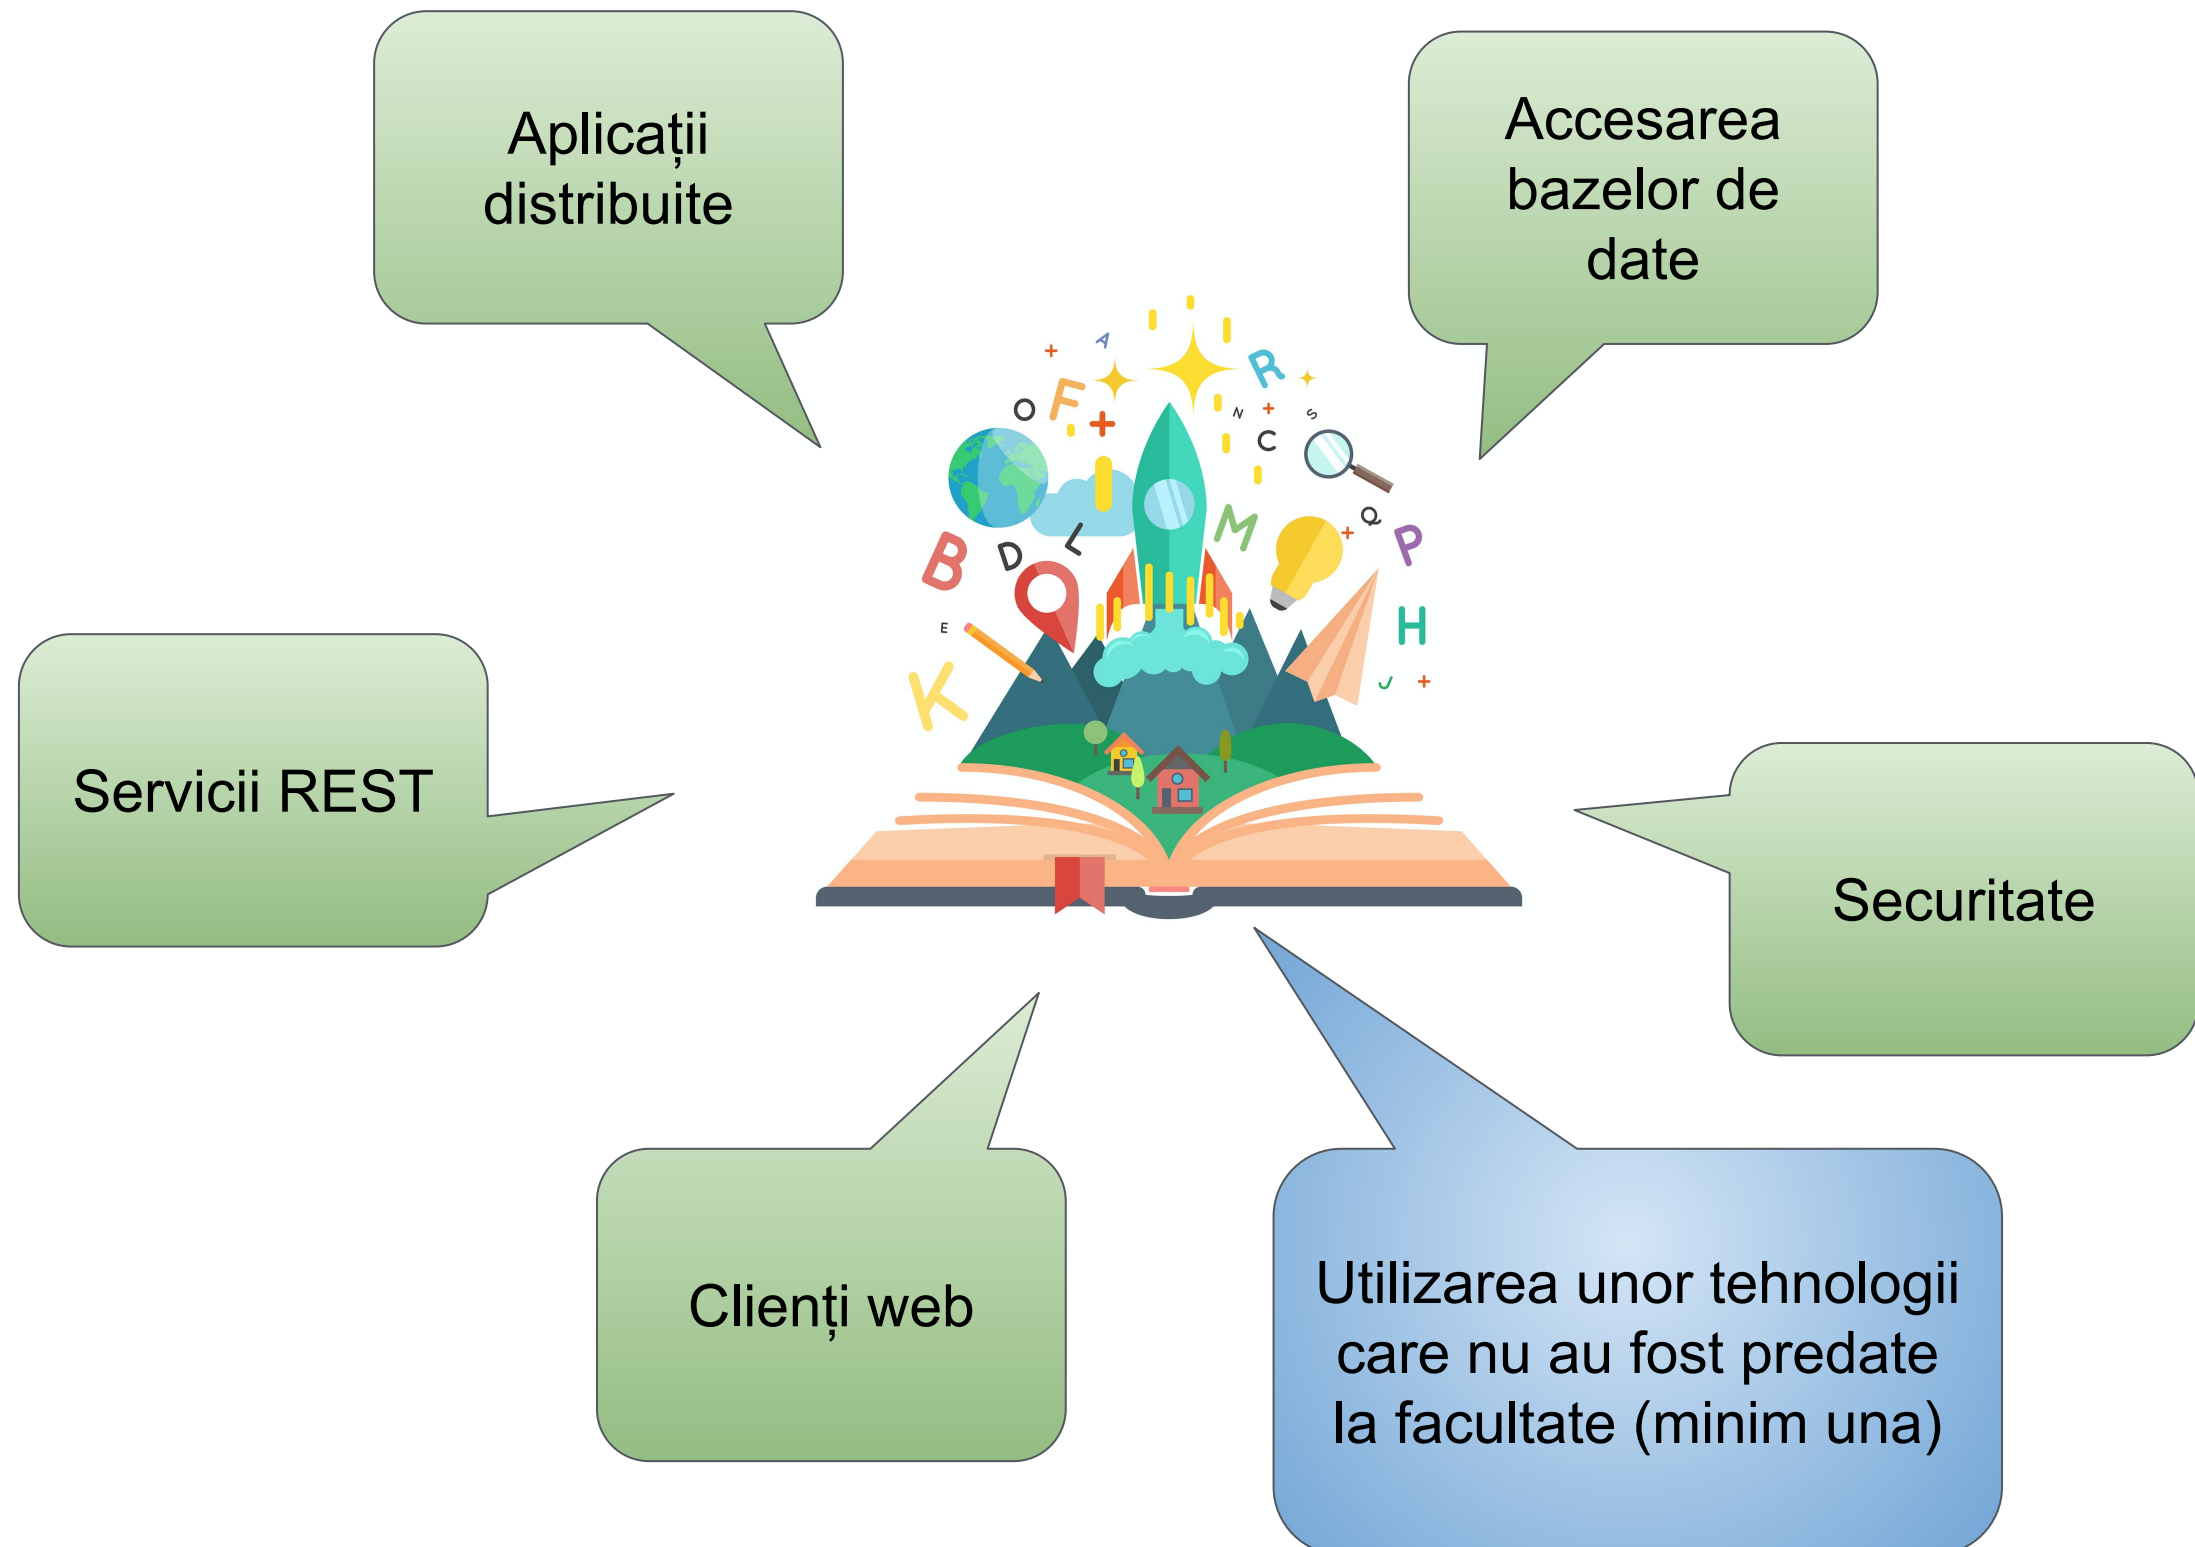 Aplicații
distribuite
Accesarea
bazelor de
date
A
R
O
F
N
S
C
Q
B
D
L
M
P
E
H
K
J
Servicii REST
Securitate
Clienți web
Utilizarea unor tehnologii
care nu au fost predate
la facultate (minim una)